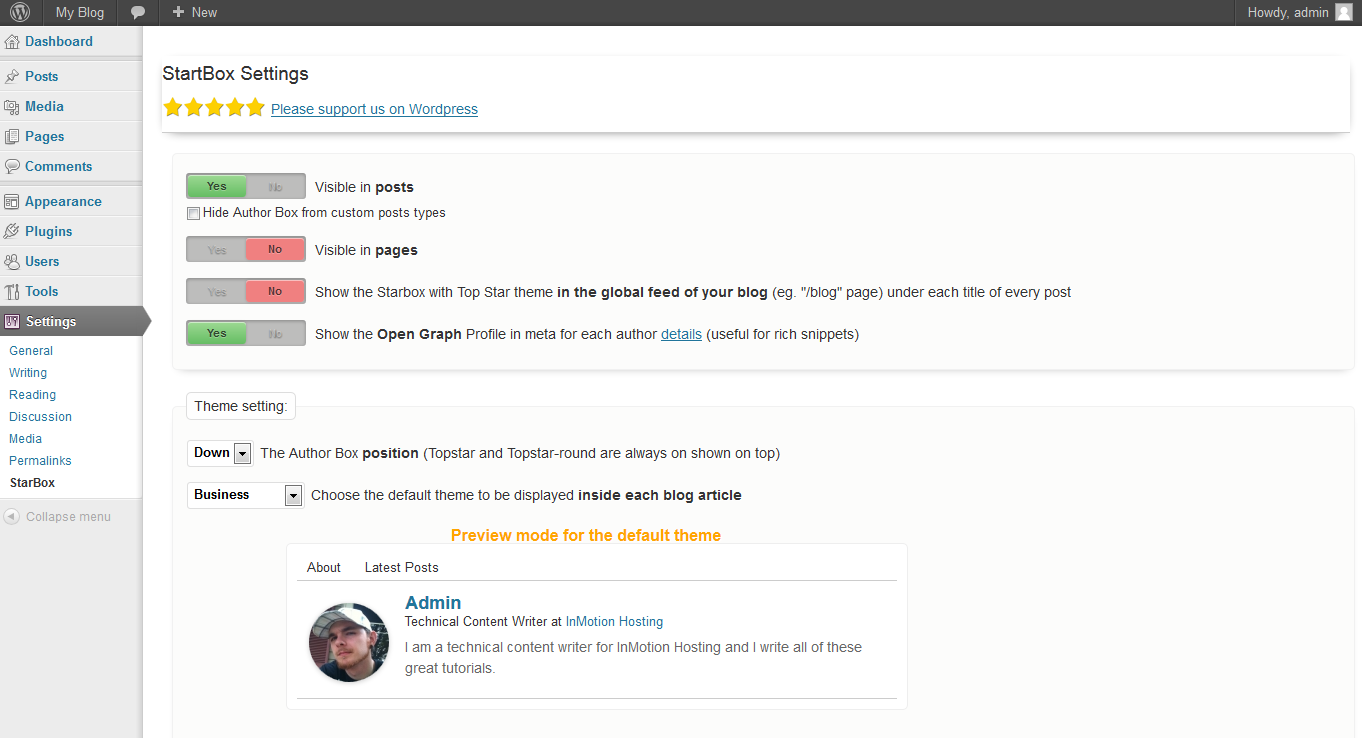 My Blog New Howdy, admin
Dashboard
Posts
Media
Pages
Comments
Appearance
Plugins
Users
Tools
Settings
General
Writing
Reading
Discussion
Media
Permalinks
StarBox
Collapse menu
StartBox Settings
Please support us on Wordpress
Yes No Visible in posts
Hide Author Box from custom posts types
Yes No Visible in pages
Yes No Show the Starbox with Top Star theme in the global feed of your blog (eg. "/blog" page) under each title of every post
Yes No Show the Open Graph Profile in meta for each author details (useful for rich snippets)
Theme setting:
Down The Author Box position (Topstar and Topstar-round are always on shown on top)
Business Choose the default theme to be displayed inside each blog article
Preview mode for the default theme
About Latest Posts
Admin
Technical Content Writer at InMotion Hosting
I am a technical content writer for InMotion Hosting and I write all of these
great tutorials.